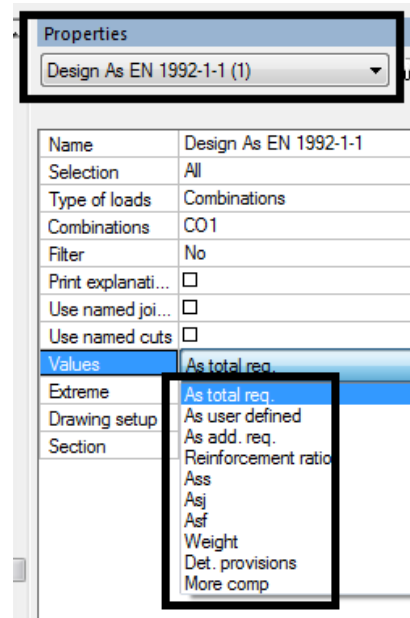 Properties
Design As EN 1992-1-1 (1)
Name Design As EN 1992-1-1
Selection All
Type of loads Combinations
Combinations CO1
Filter No
Print explanati...
Use named joi...
Use named cuts
Values As total req.
Extreme As total req.
Drawing setup As user defined
Section As add. req.
Reinforcement ratio
Ass
Asj
Asf
Weight
Det. provisions
More comp